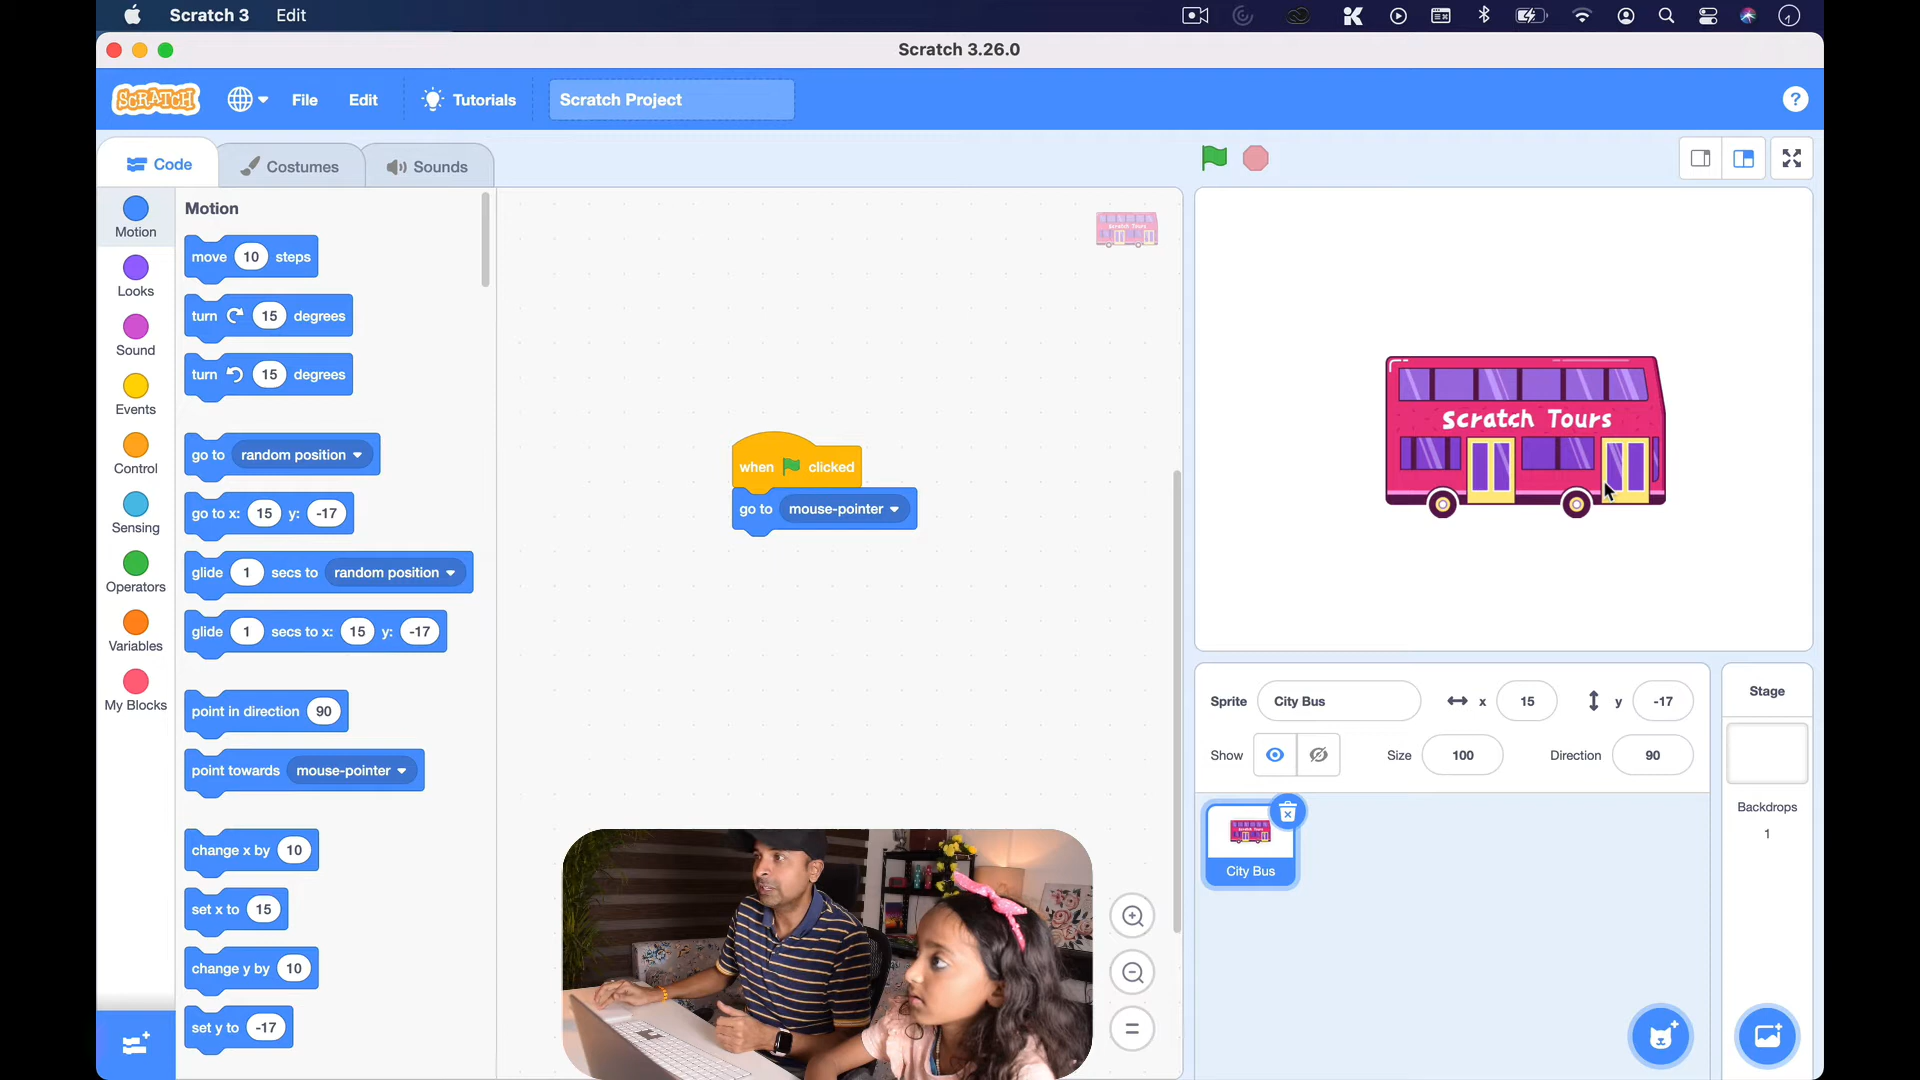 Scratch 3 Edit
Scratch 3.26.0
SCRATCH File Edit Tutorials Scratch Project ?
Code Costumes Sounds
Motion
Looks
Sound
Events
Control
Sensing
Operators
Variables
My Blocks
Motion
move 10 steps
turn 15 degrees
turn 15 degrees
go to random position
go to x: 15 y: -17
glide 1 secs to random position
glide 1 secs to x: 15 y: -17
point in direction 90
point towards mouse-pointer
change x by 10
set x to 15
change y by 10
set y to -17
when clicked
go to mouse-pointer
Scratch Tours
Scratch Tours
Sprite City Bus x 15 y -17
Show Size 100 Direction 90
City Bus
Stage
Backdrops
1